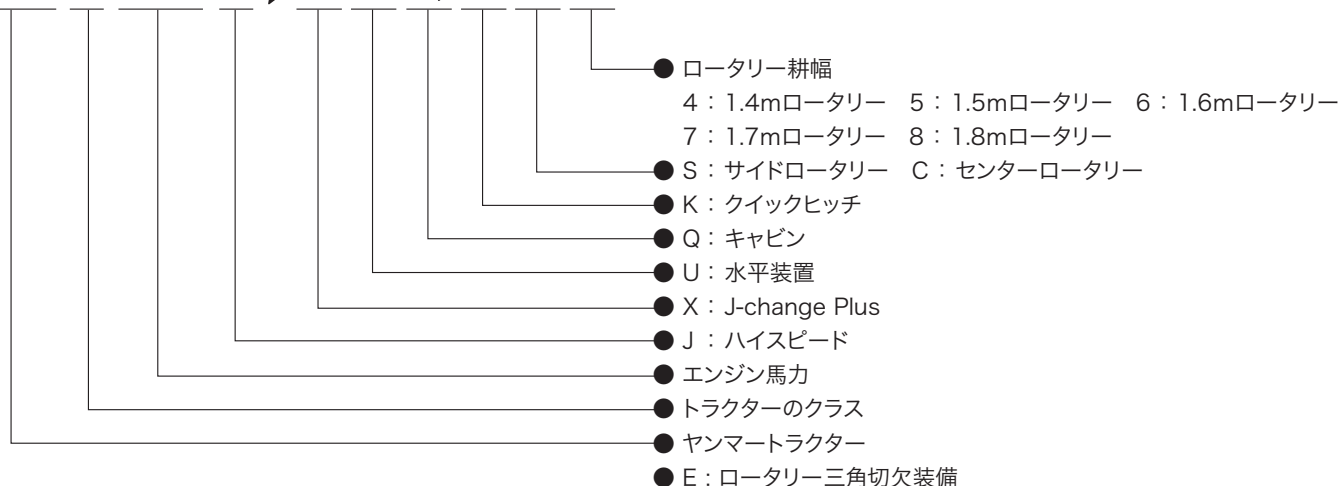 ● ロータリー耕幅
4：1.4mロータリー　5：1.5mロータリー　6：1.6mロータリー
7：1.7mロータリー　8：1.8mロータリー
● S：サイドロータリー　C：センターロータリー
● K：クイックヒッチ
● Q：キャビン
● U：水平装置
● X：J-change Plus
● J：ハイスピード
● エンジン馬力
● トラクターのクラス
● ヤンマートラクター
● E：ロータリー三角切欠装備